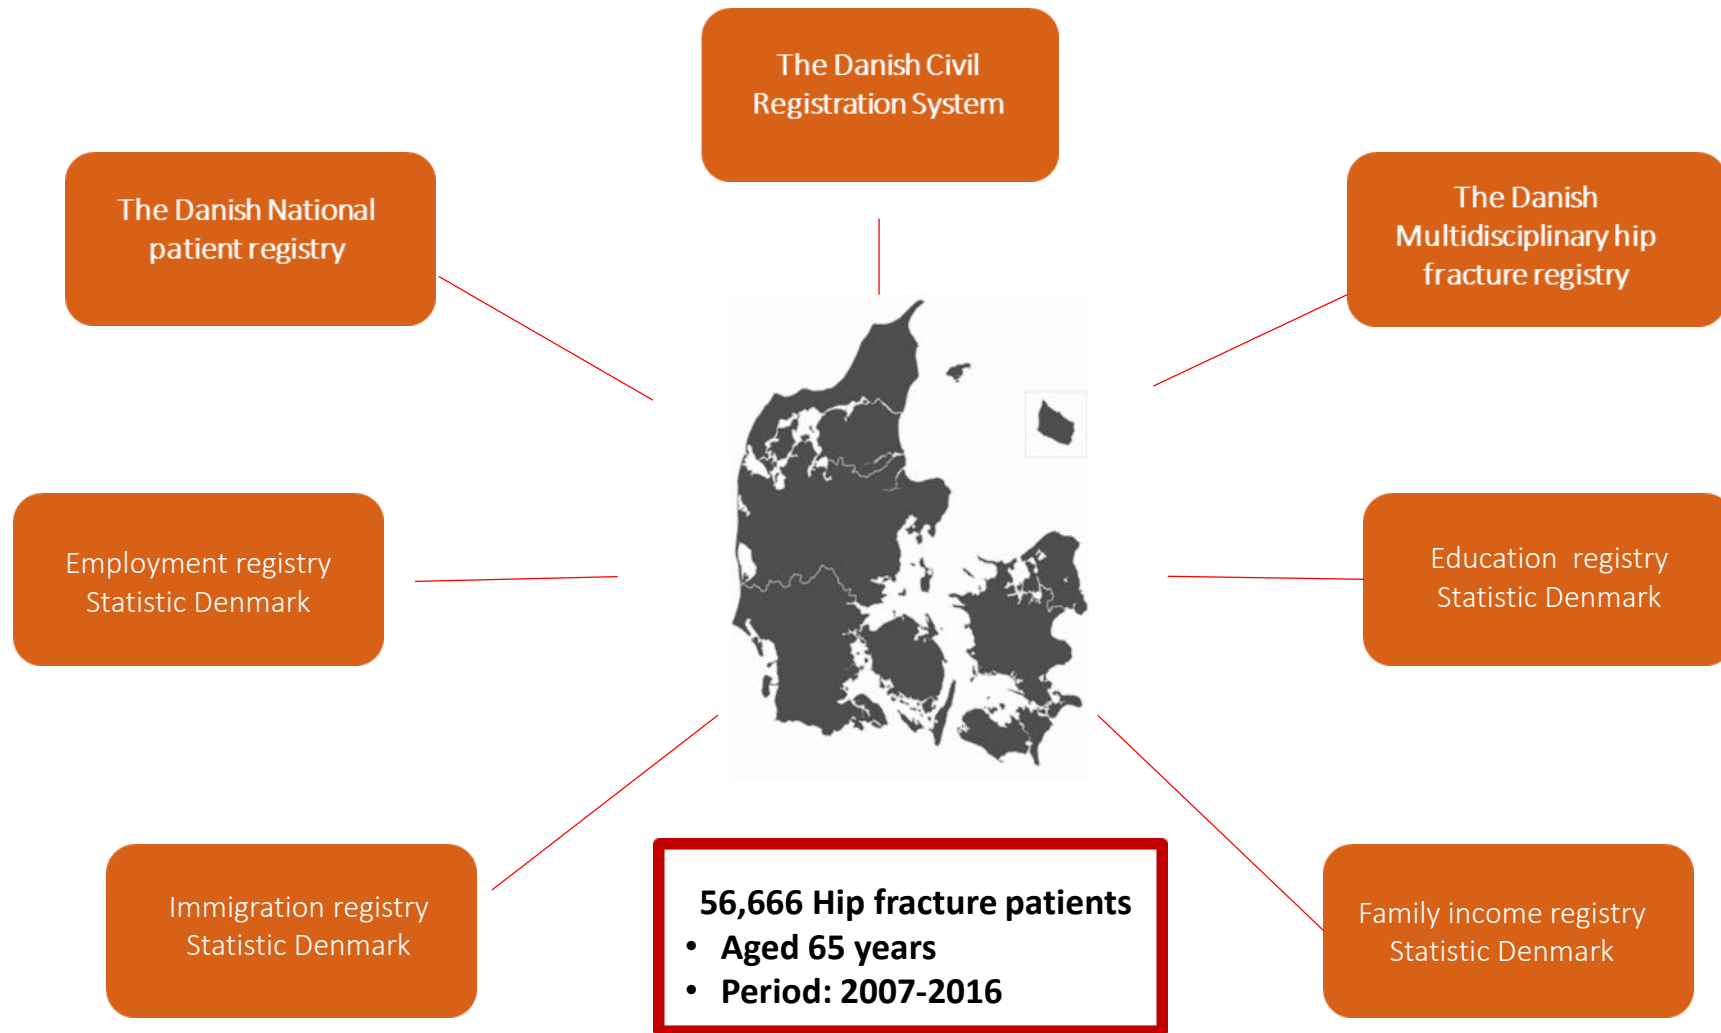 The Danish Civil
Registration System
The Danish National
patient registry
The Danish
Multidisciplinary hip
fracture registry
Employment registry
Statistic Denmark
Education  registry
Statistic Denmark
Immigration registry
Statistic Denmark
56,666 Hip fracture patients
• Aged 65 years
• Period: 2007-2016
Family income registry
Statistic Denmark